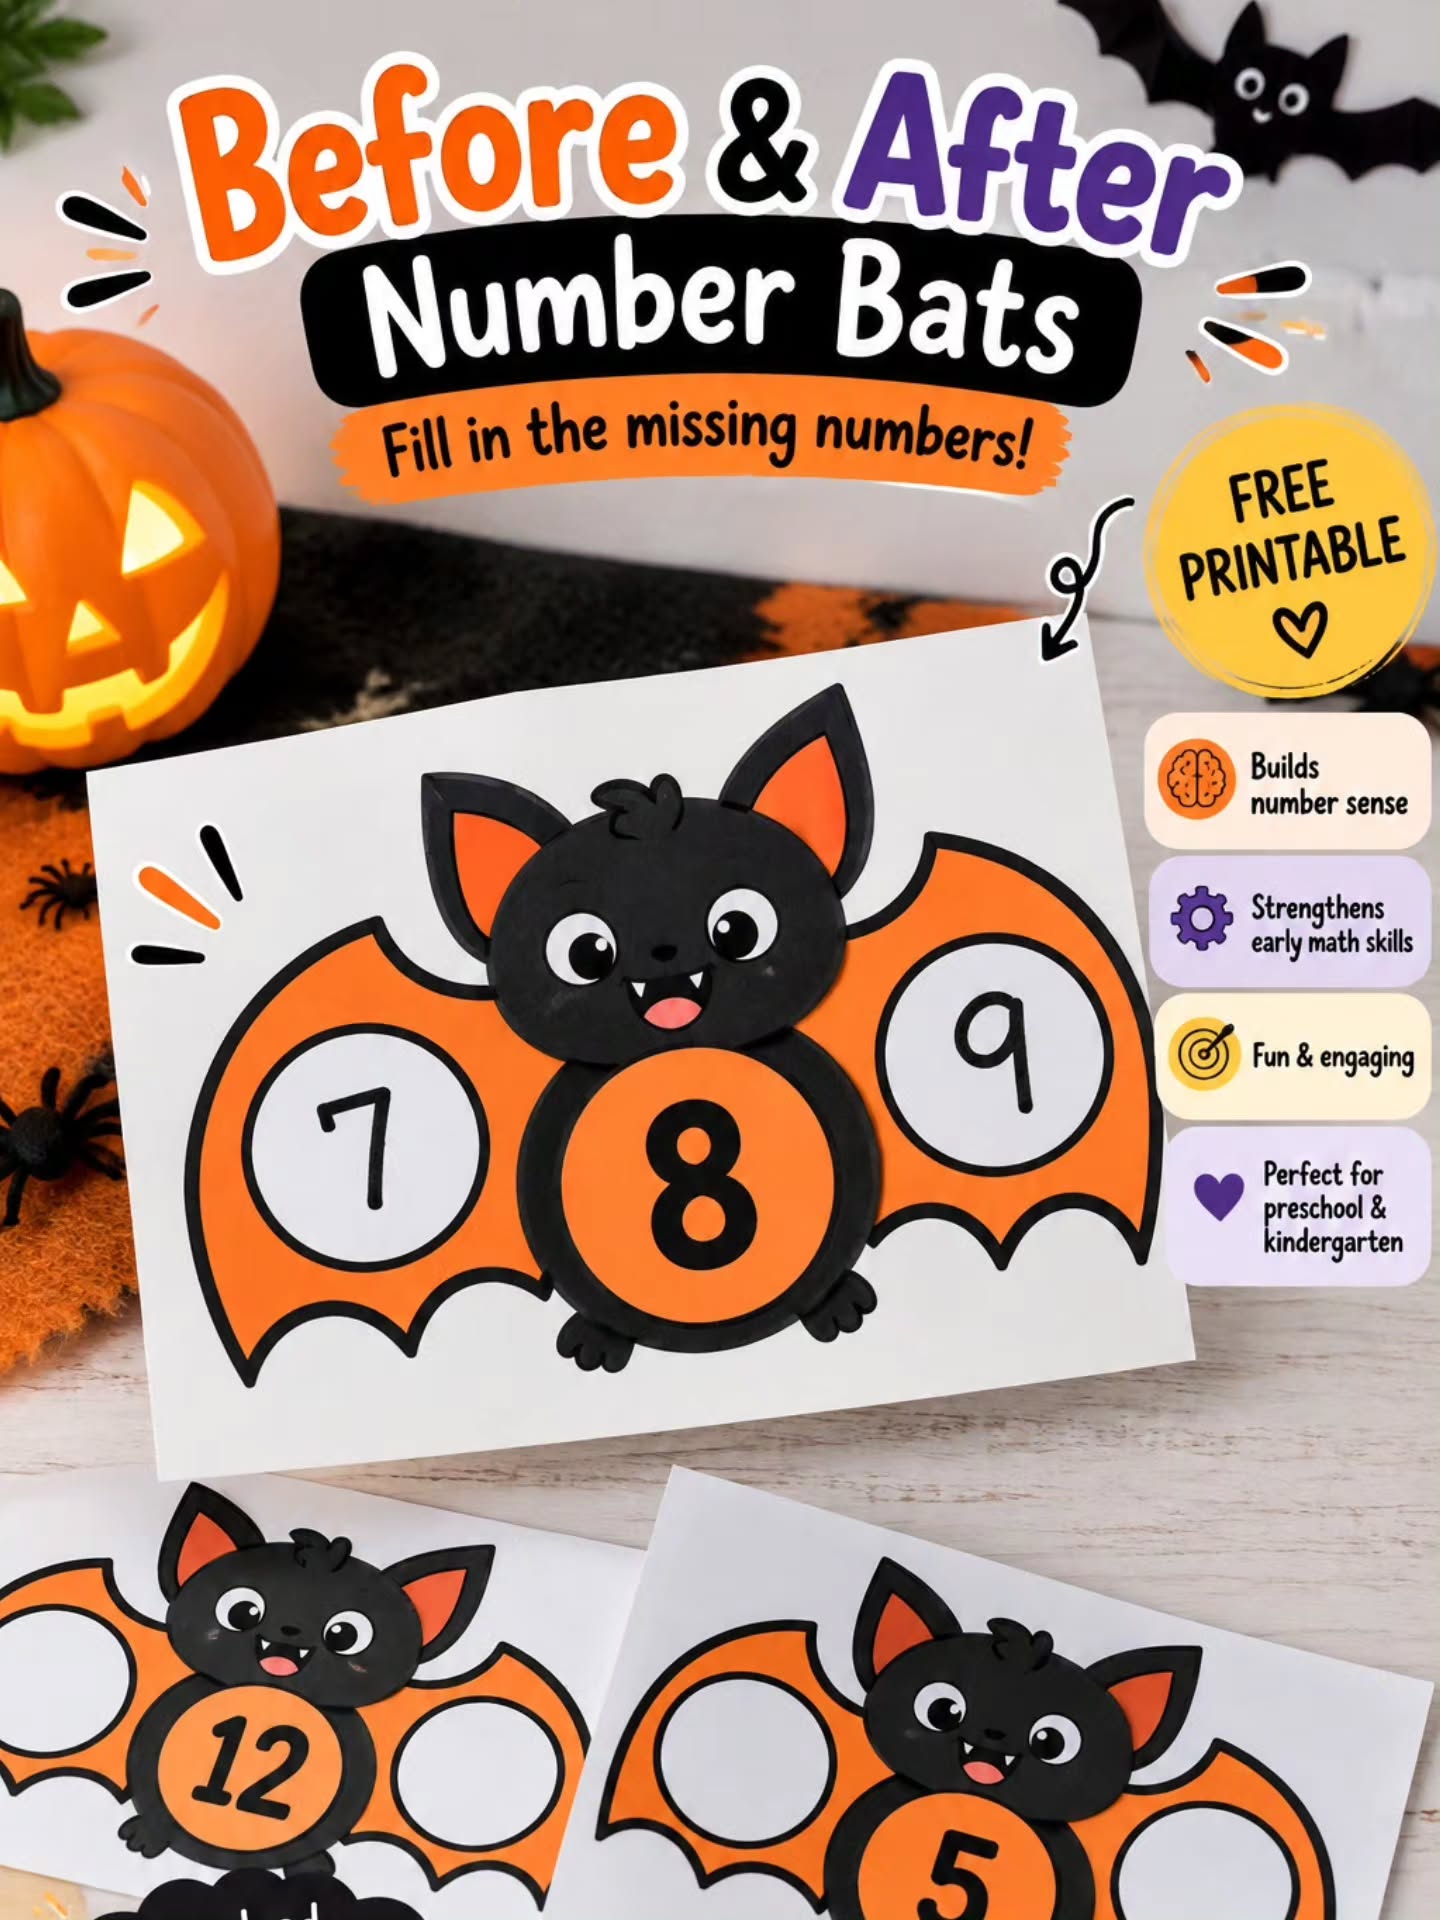 Before & After
Number Bats
Fill in the missing numbers!
FREE
PRINTABLE
Builds
number sense
Strengthens
early math skills
Fun & engaging
Perfect for
preschool &
kindergarten
7 8 9
12
5